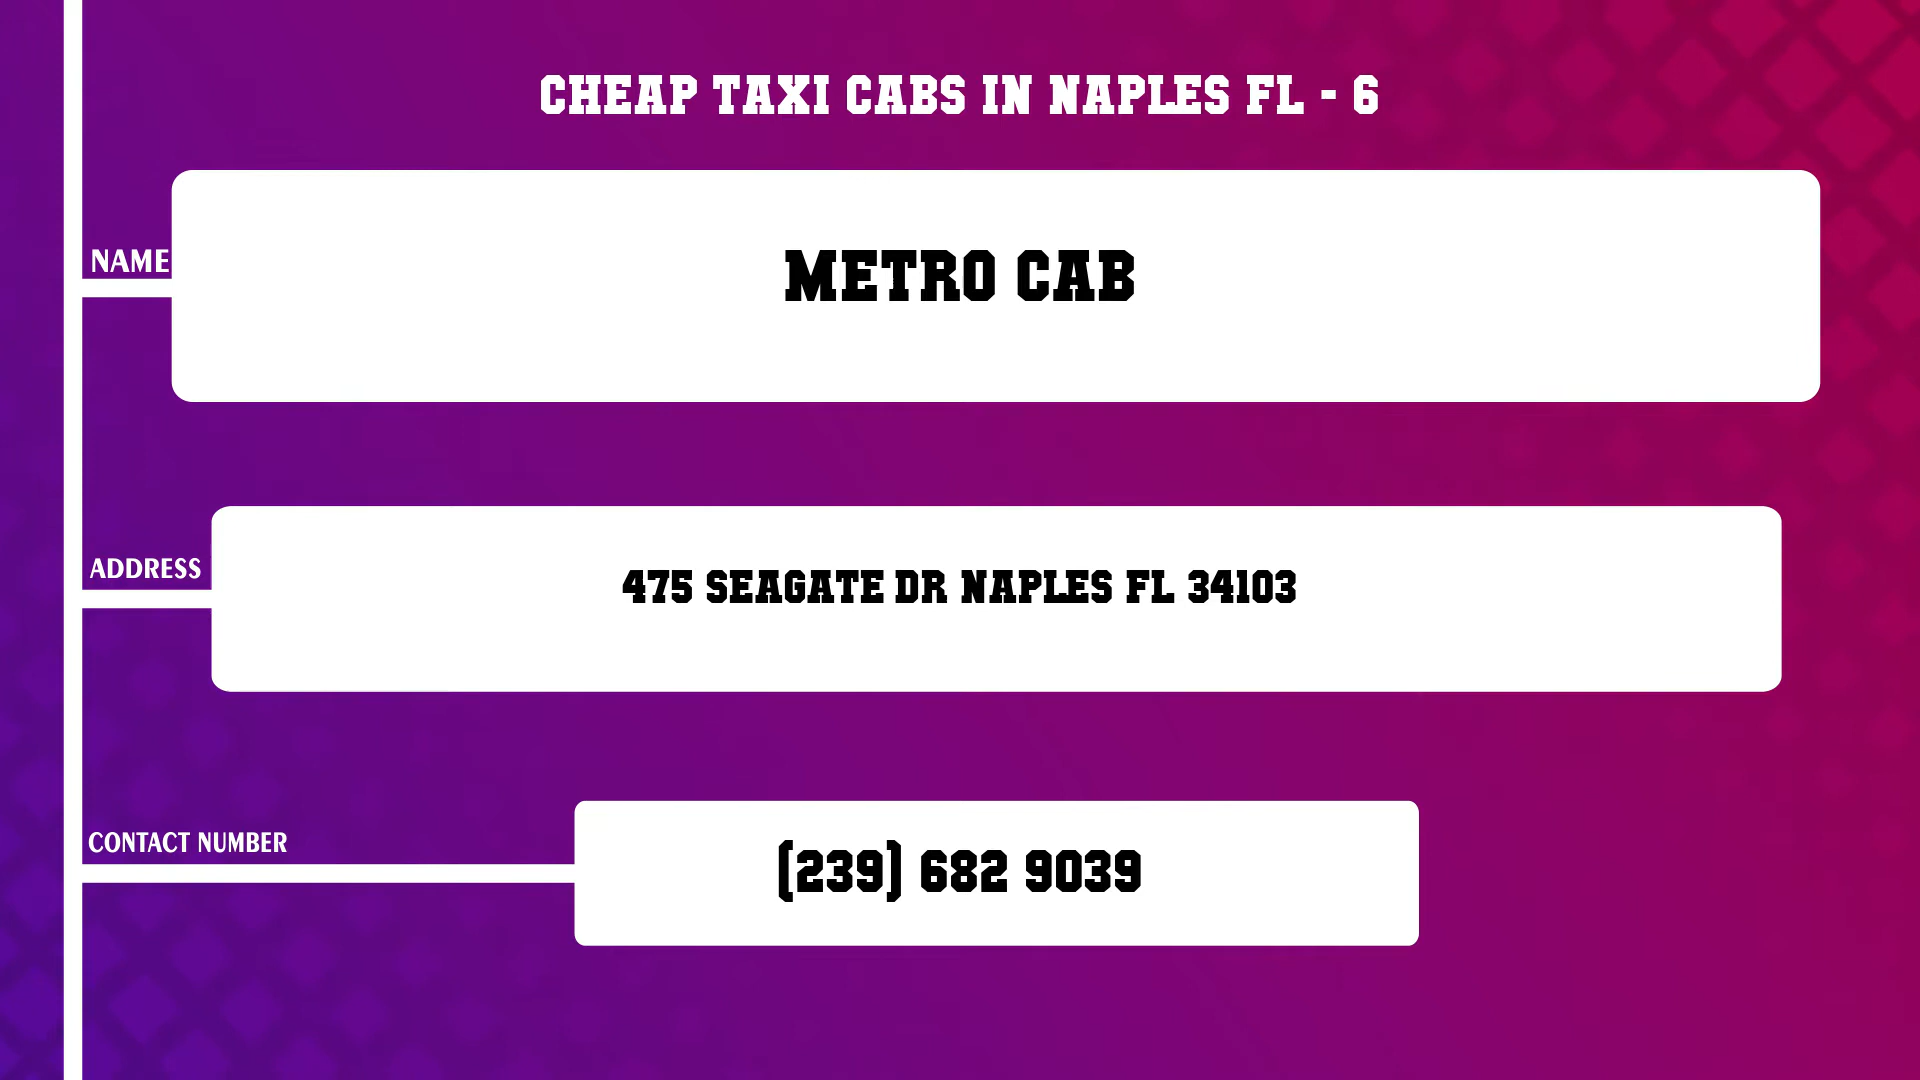 CHEAP TAXI CABS IN NAPLES FL - 6
NAME
METRO CAB
ADDRESS
475 SEAGATE DR NAPLES FL 34103
CONTACT NUMBER
(239) 682 9039